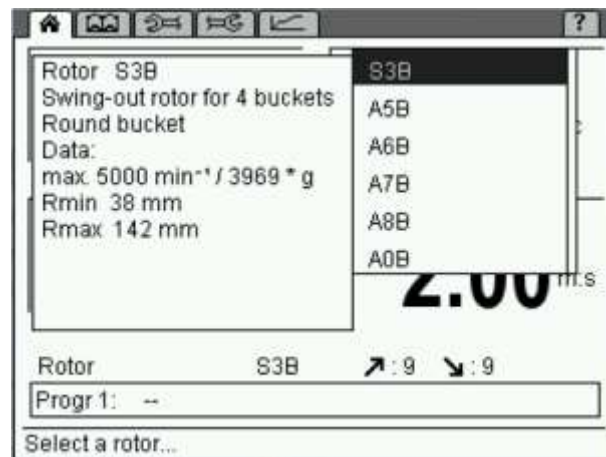 ?
Rotor S3B
Swing-out rotor for 4 buckets
Round bucket
Data:
max. 5000 min⁻¹ / 3969 * g
Rmin 38 mm
Rmax 142 mm
S3B
A5B
A6B
A7B
A8B
A0B
2.00 m:s
Rotor S3B ↗: 9 ↘: 9
Progr 1: --
Select a rotor...